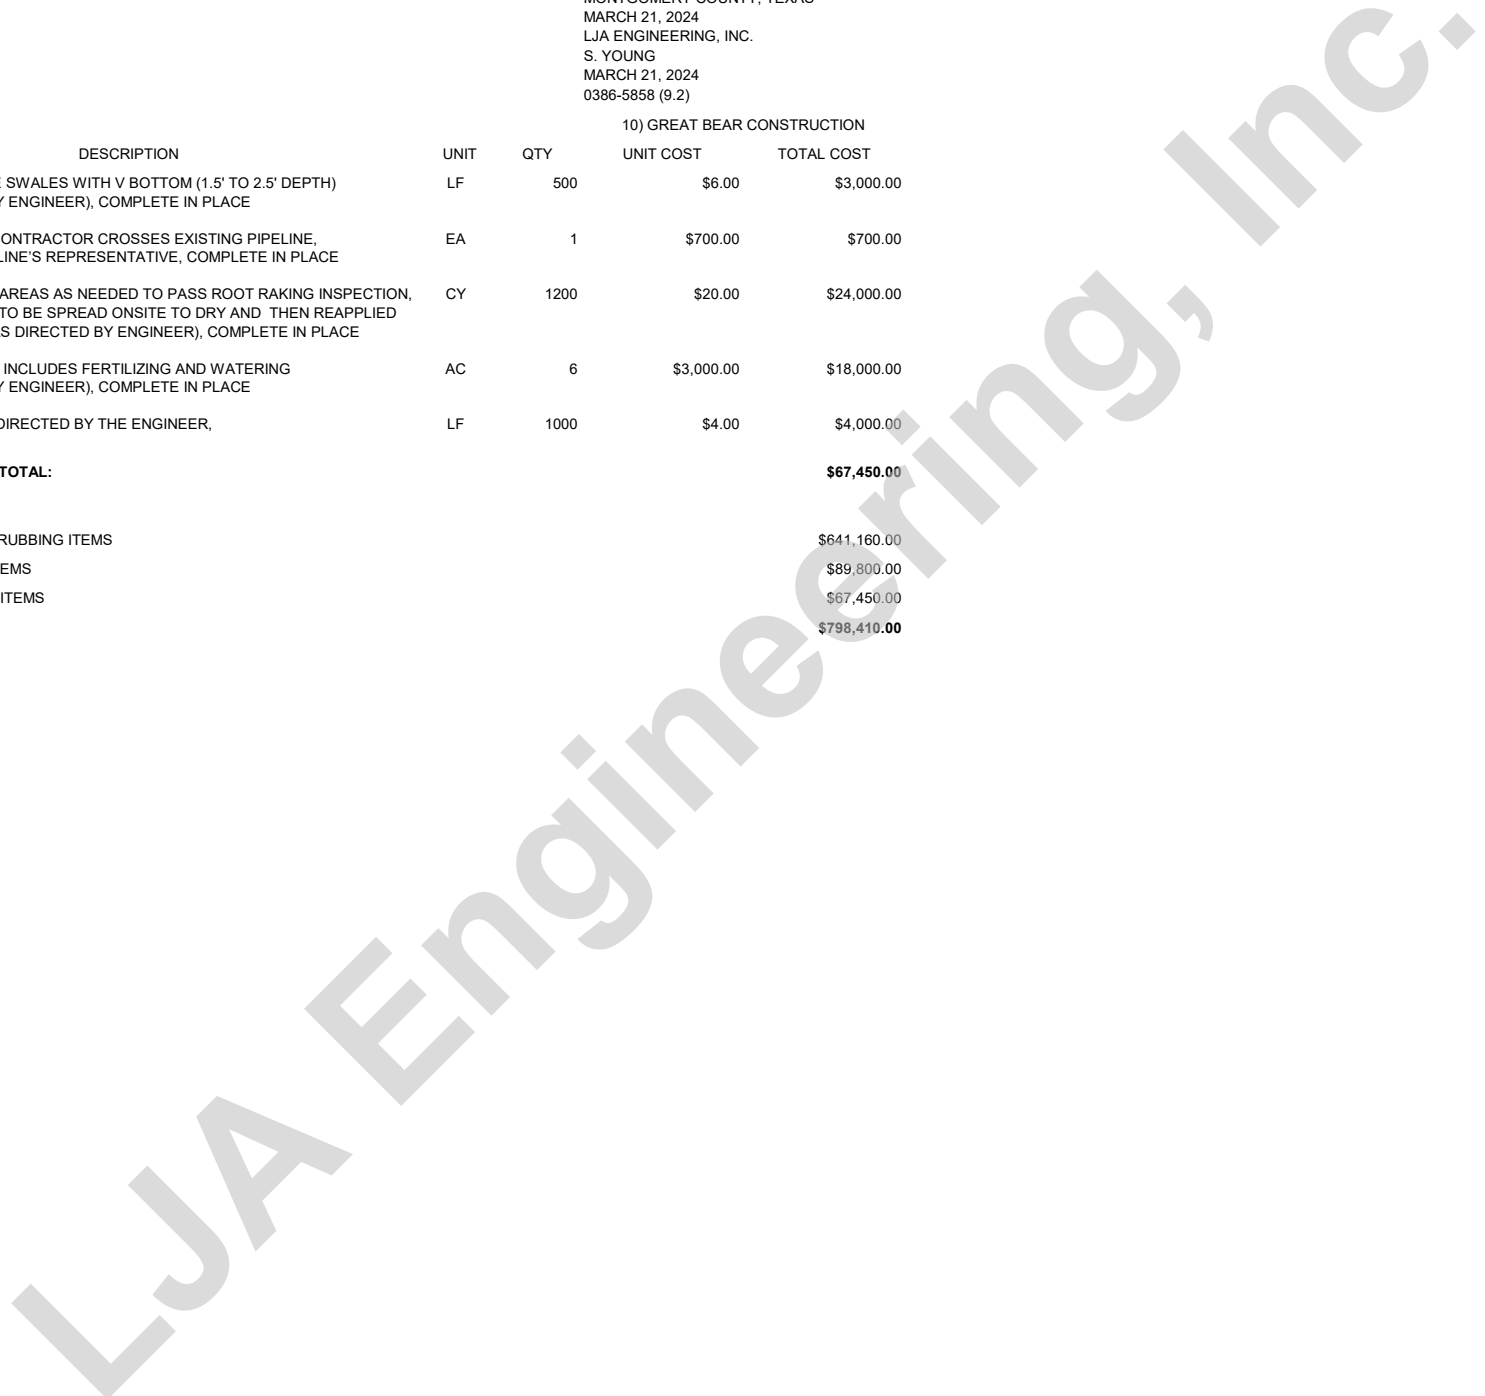 MONTGOMERY COUNTY, TEXAS
MARCH 21, 2024
LJA ENGINEERING, INC.
S. YOUNG
MARCH 21, 2024
0386-5858 (9.2)
10) GREAT BEAR CONSTRUCTION
DESCRIPTION UNIT QTY UNIT COST TOTAL COST
SWALES WITH V BOTTOM (1.5' TO 2.5' DEPTH) LF 500 $6.00 $3,000.00
ENGINEER), COMPLETE IN PLACE
ONTRACTOR CROSSES EXISTING PIPELINE, EA 1 $700.00 $700.00
LINE’S REPRESENTATIVE, COMPLETE IN PLACE
AREAS AS NEEDED TO PASS ROOT RAKING INSPECTION, CY 1200 $20.00 $24,000.00
TO BE SPREAD ONSITE TO DRY AND THEN REAPPLIED
S DIRECTED BY ENGINEER), COMPLETE IN PLACE
INCLUDES FERTILIZING AND WATERING AC 6 $3,000.00 $18,000.00
ENGINEER), COMPLETE IN PLACE
DIRECTED BY THE ENGINEER, LF 1000 $4.00 $4,000.00
TOTAL: $67,450.00
RUBBING ITEMS $641,160.00
EMS $89,800.00
ITEMS $67,450.00
$798,410.00
LJA Engineering, Inc.